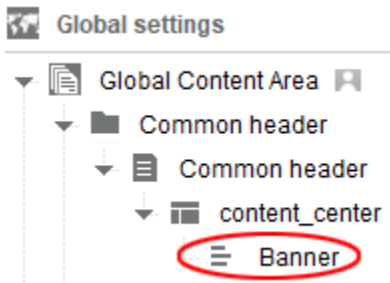 Global settings
Global Content Area
Common header
Common header
content_center
Banner